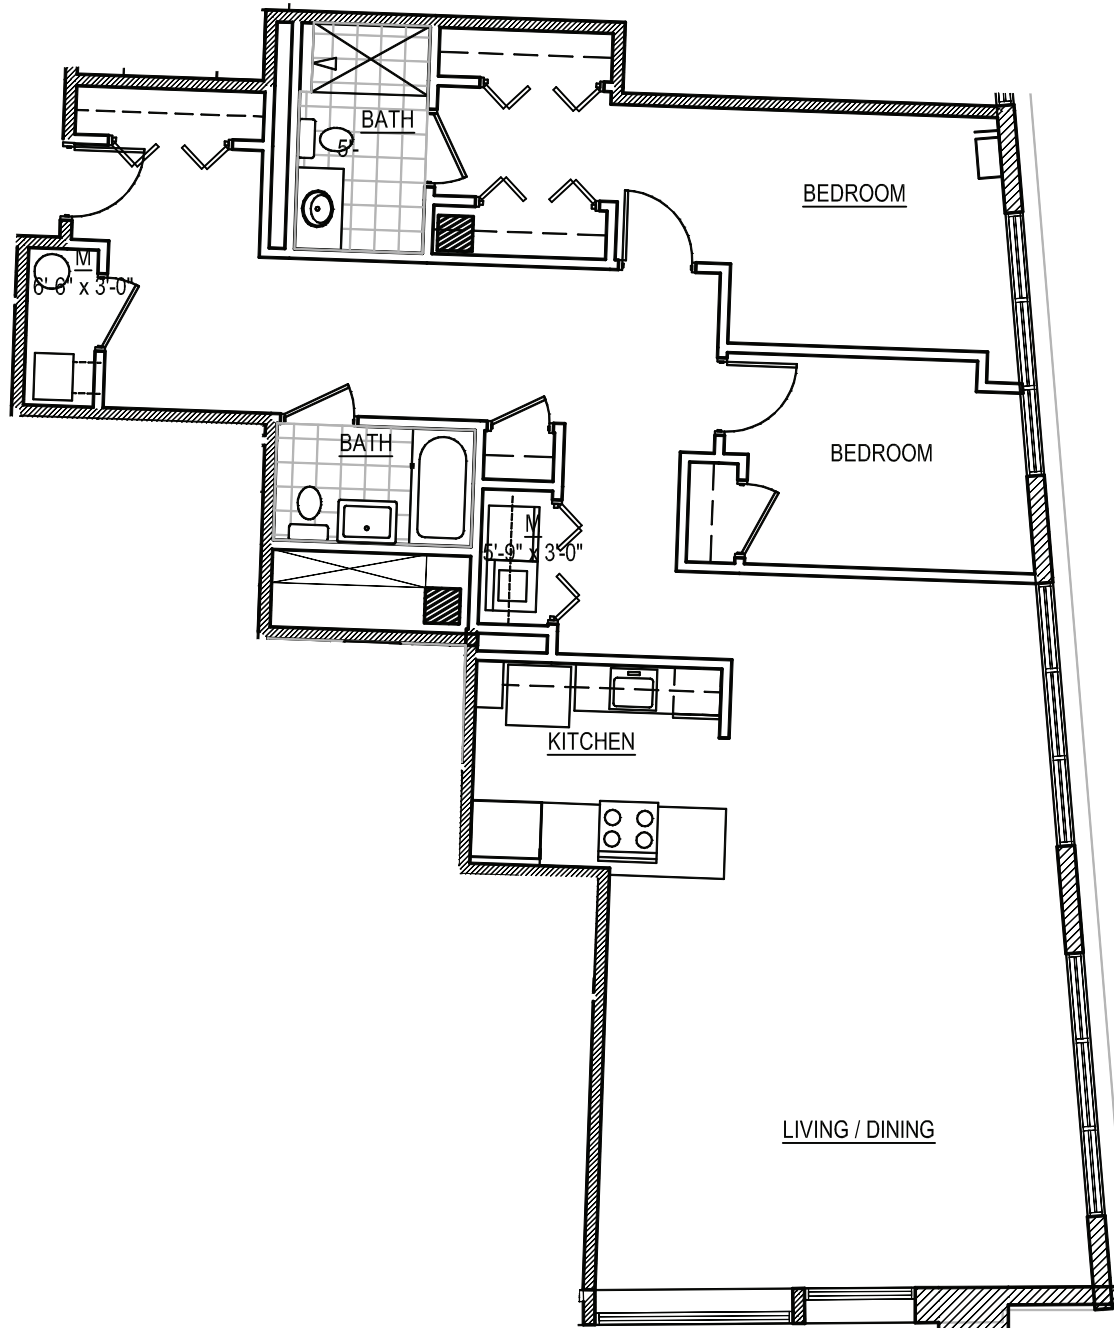 BATH
5'-
BEDROOM
M
6'-6" x 3'-0"
BATH
BEDROOM
M
5'-9" x 3'-0"
KITCHEN
LIVING / DINING